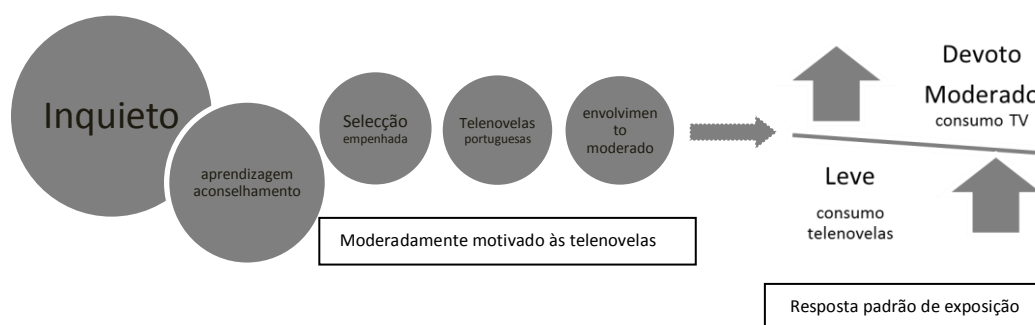 Inquieto
aprendizagem
aconselhamento
Selecção
empenhada
Telenovelas
portuguesas
envolvimen
to
moderado
Moderadamente motivado às telenovelas
Devoto
Moderado
consumo TV
Leve
consumo
telenovelas
Resposta padrão de exposição